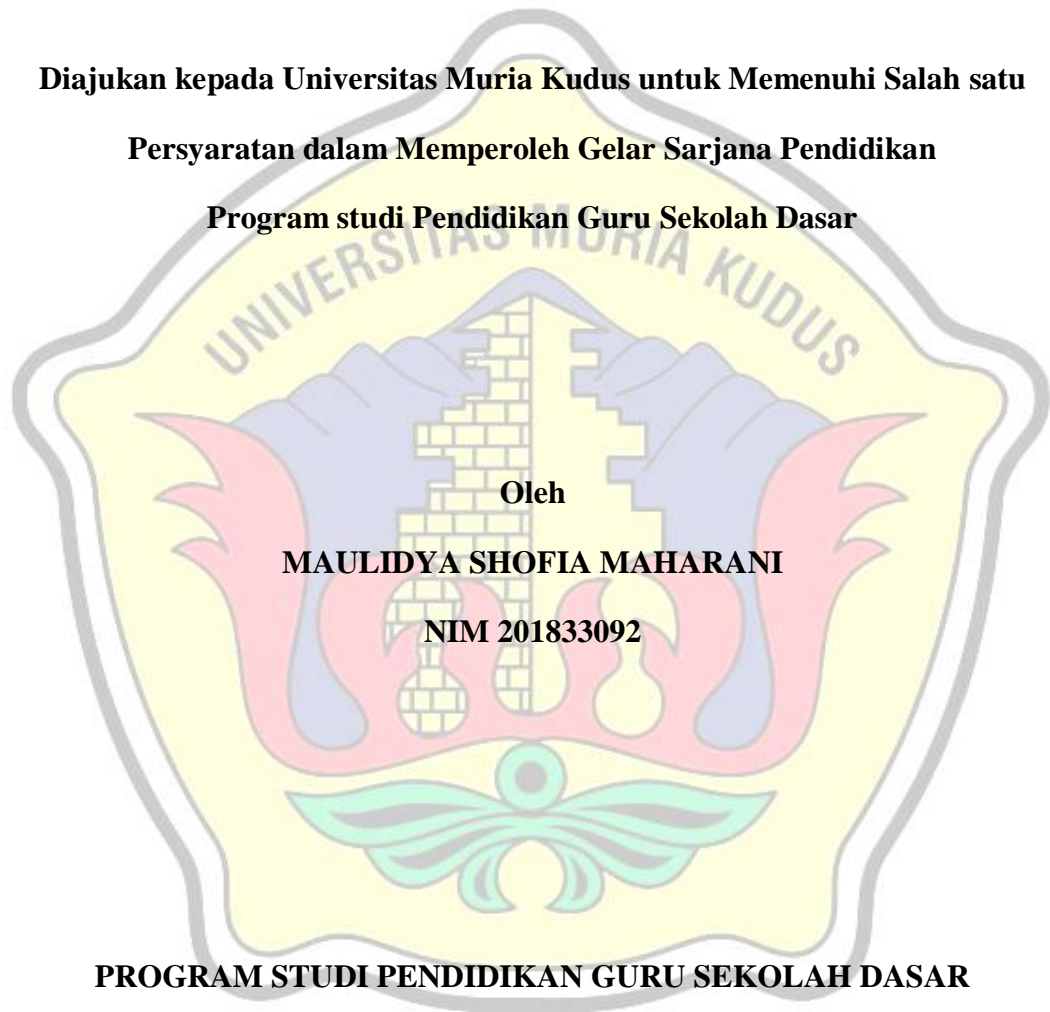 Diajukan kepada Universitas Muria Kudus untuk Memenuhi Salah satu
Persyaratan dalam Memperoleh Gelar Sarjana Pendidikan
Program studi Pendidikan Guru Sekolah Dasar
UNIVERSITAS MURIA KUDUS
Oleh
MAULIDYA SHOFIA MAHARANI
NIM 201833092
PROGRAM STUDI PENDIDIKAN GURU SEKOLAH DASAR